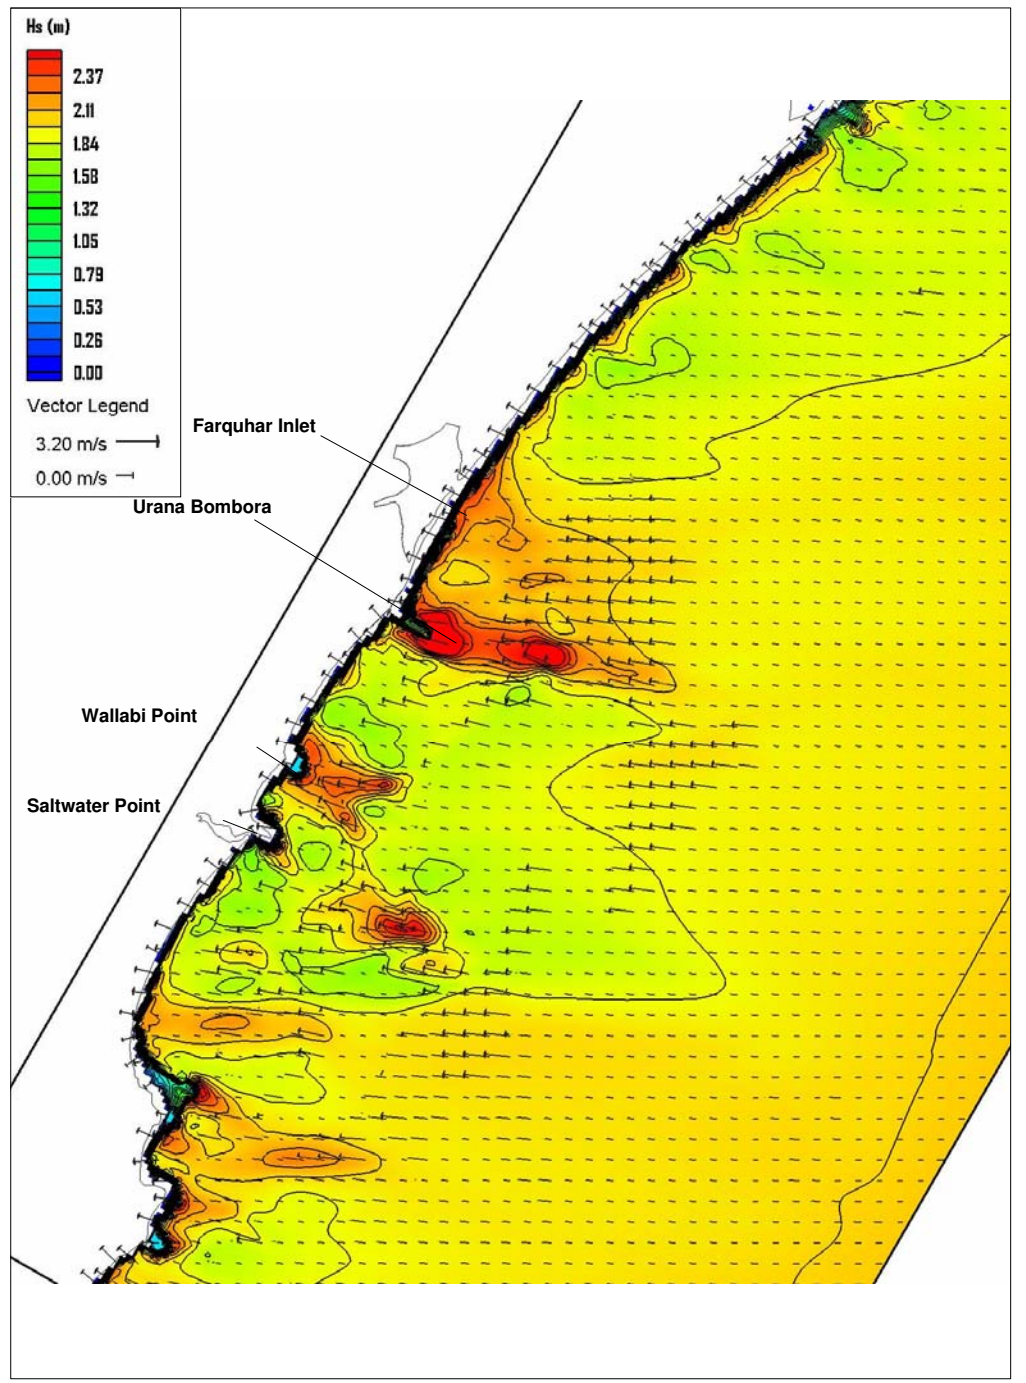 Hs (m)
2.37
2.11
1.84
1.58
1.32
1.05
0.79
0.53
0.26
0.00
Vector Legend
3.20 m/s
0.00 m/s
Farquhar Inlet
Urana Bombora
Wallabi Point
Saltwater Point